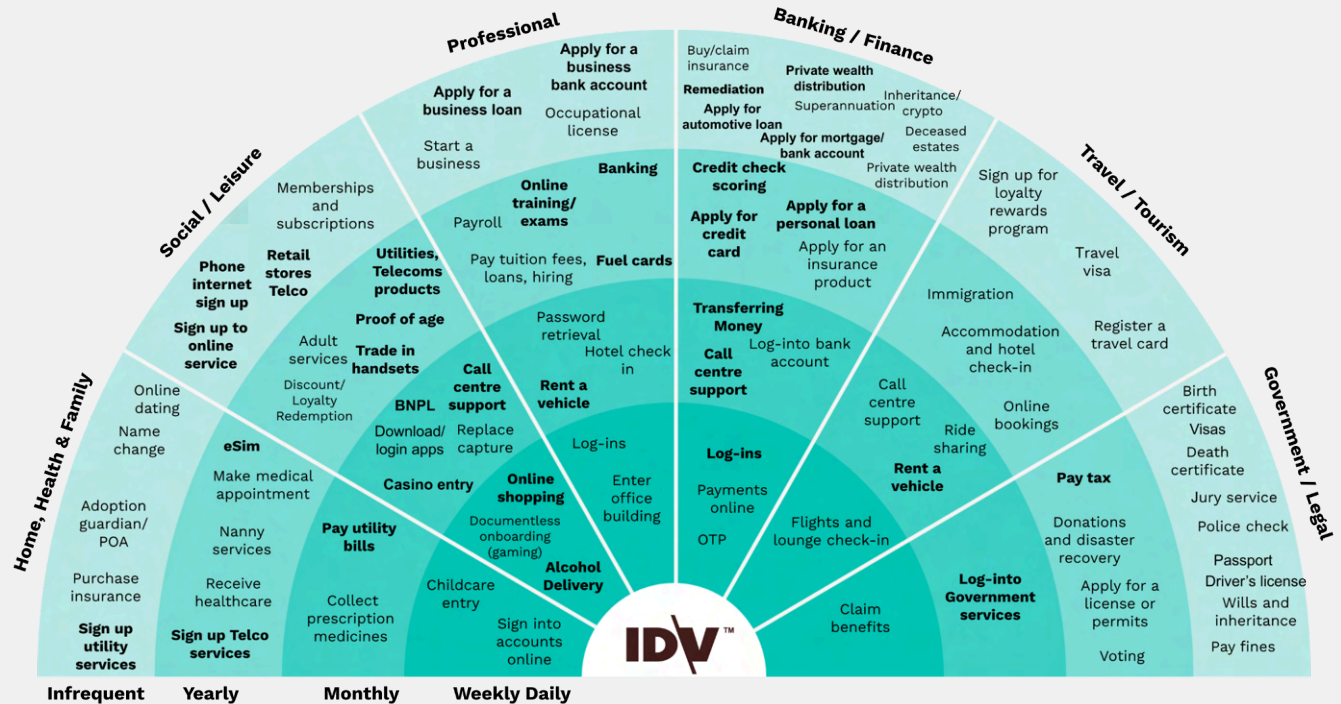 Professional
Banking / Finance
Social / Leisure
Travel / Tourism
Home, Health & Family
Government / Legal
Apply for a
business
bank account
Apply for a
business loan
Occupational
license
Start a
business
Banking
Online
training/
exams
Payroll
Pay tuition fees,
loans, hiring
Fuel cards
Password
retrieval
Hotel check
in
Rent a
vehicle
Log-ins
Enter
office
building
Buy/claim
insurance
Private wealth
distribution
Remediation
Superannuation
Inheritance/
crypto
Apply for
automotive loan
Apply for mortgage/
bank account
Deceased
estates
Private wealth
distribution
Credit check
scoring
Apply for
credit
card
Apply for a
personal loan
Apply for an
insurance
product
Transferring
Money
Log-into bank
account
Call
centre
support
Log-ins
Payments
online
OTP
Memberships
and
subscriptions
Retail
stores
Telco
Phone
internet
sign up
Sign up to
online
service
Utilities,
Telecoms
products
Proof of age
Adult
services
Trade in
handsets
Discount/
Loyalty
Redemption
Call
centre
support
BNPL
Download/
login apps
Replace
capture
Casino entry
Online
shopping
Documentless
onboarding
(gaming)
Alcohol
Delivery
Sign up for
loyalty
rewards
program
Travel
visa
Register a
travel card
Immigration
Accommodation
and hotel
check-in
Online
bookings
Call
centre
support
Ride
sharing
Rent a
vehicle
Flights and
lounge check-in
Online
dating
Name
change
Adoption
guardian/
POA
Purchase
insurance
Sign up
utility
services
eSim
Make medical
appointment
Nanny
services
Receive
healthcare
Sign up Telco
services
Pay utility
bills
Collect
prescription
medicines
Childcare
entry
Sign into
accounts
online
Birth
certificate
Visas
Death
certificate
Jury service
Police check
Passport
Driver's license
Wills and
inheritance
Pay fines
Pay tax
Donations
and disaster
recovery
Apply for a
license or
permits
Voting
Log-into
Government
services
Claim
benefits
IDV™
Infrequent Yearly Monthly Weekly Daily